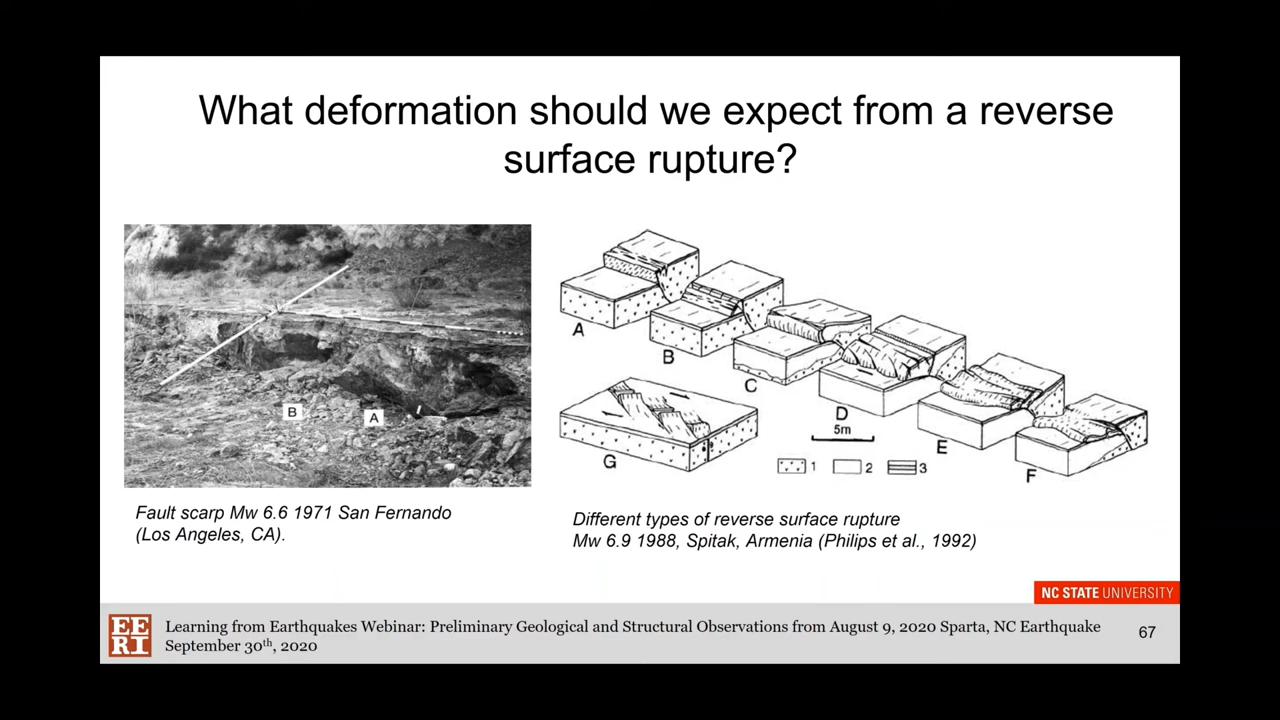 What deformation should we expect from a reverse
surface rupture?
B
A
Fault scarp Mw 6.6 1971 San Fernando
(Los Angeles, CA).
A
B
C
D
E
F
G
5m
1
2
3
Different types of reverse surface rupture
Mw 6.9 1988, Spitak, Armenia (Philips et al., 1992)
NC STATE UNIVERSITY
EE
RI
Learning from Earthquakes Webinar: Preliminary Geological and Structural Observations from August 9, 2020 Sparta, NC Earthquake
September 30th, 2020
67